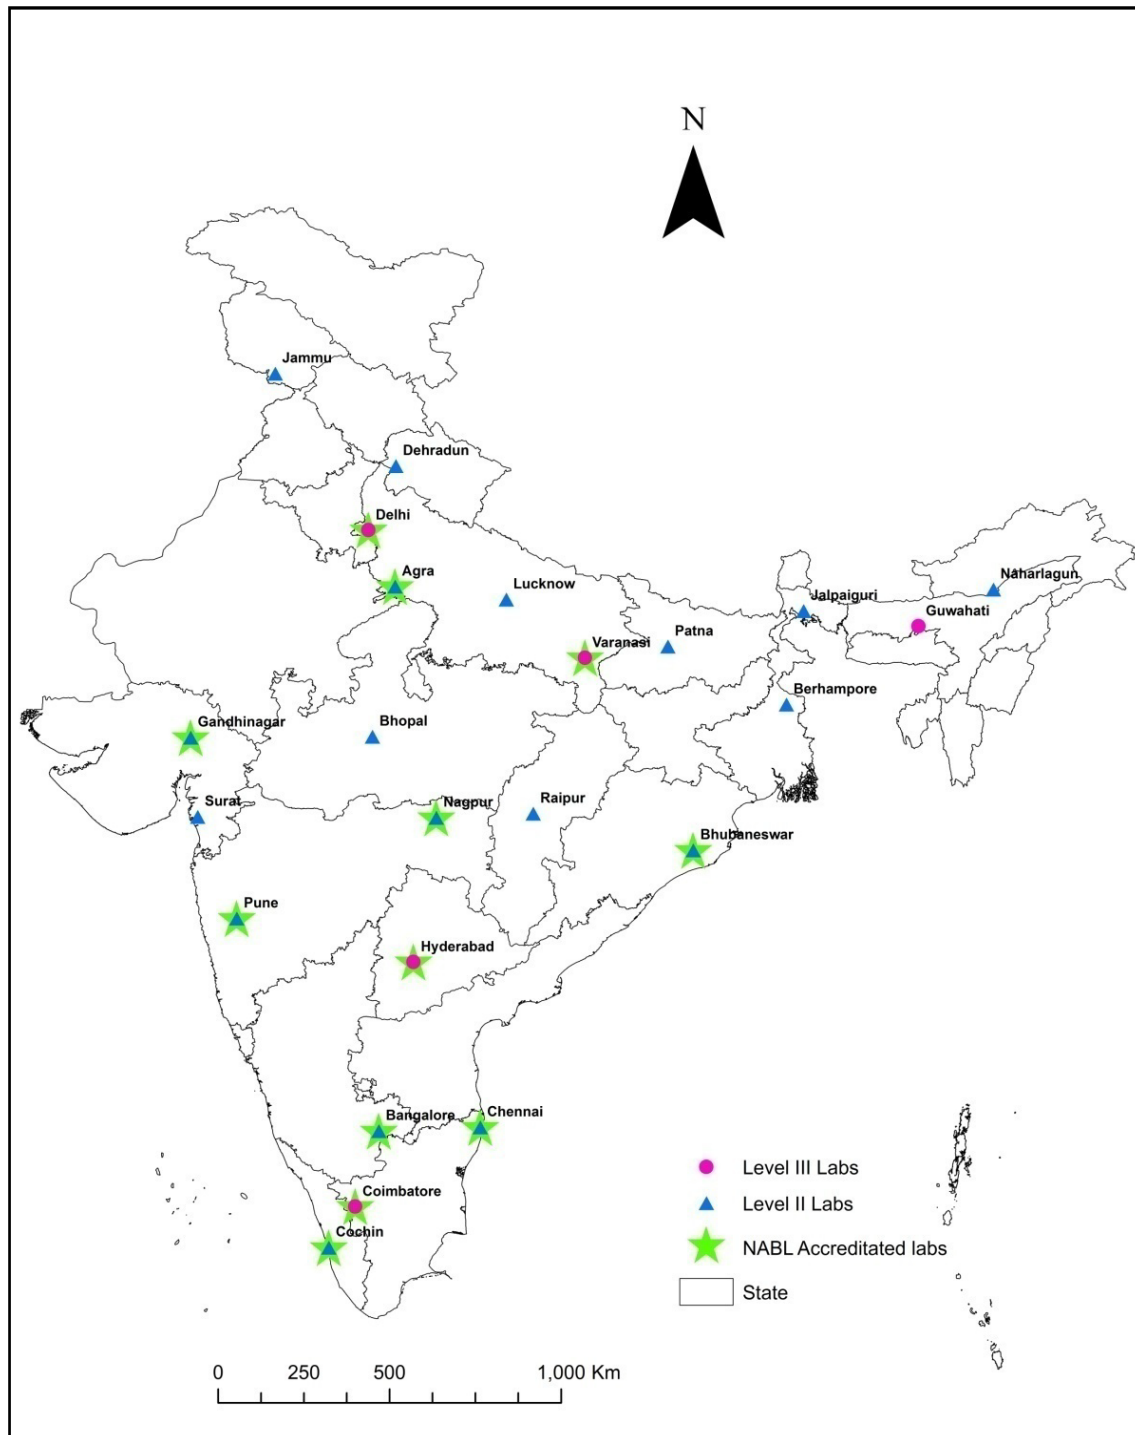 N
Jammu
Dehradun
Delhi
Agra
Lucknow
Naharlagun
Jalpaiguri
Guwahati
Varanasi
Patna
Berhampore
Gandhinagar
Bhopal
Surat
Nagpur
Raipur
Bhubaneswar
Pune
Hyderabad
Bangalore
Chennai
Coimbatore
Cochin
Level III Labs
Level II Labs
NABL Accreditated labs
State
0 250 500 1,000 Km